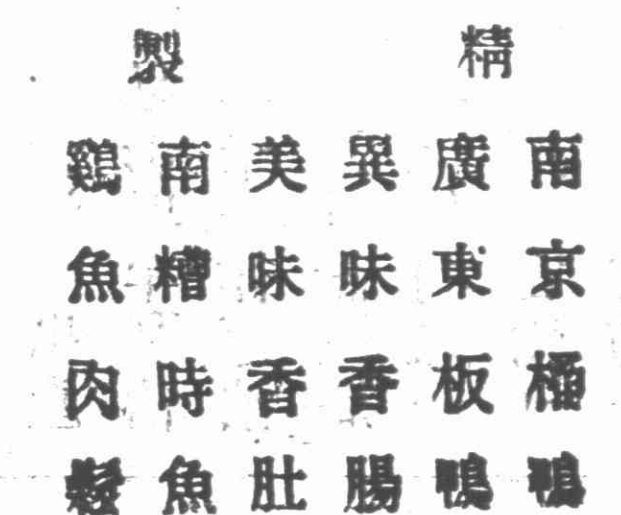 精製
南京桶鴨
廣東板鴨
異味香腸
美味香肚
南糟時魚
鷄魚肉鬆